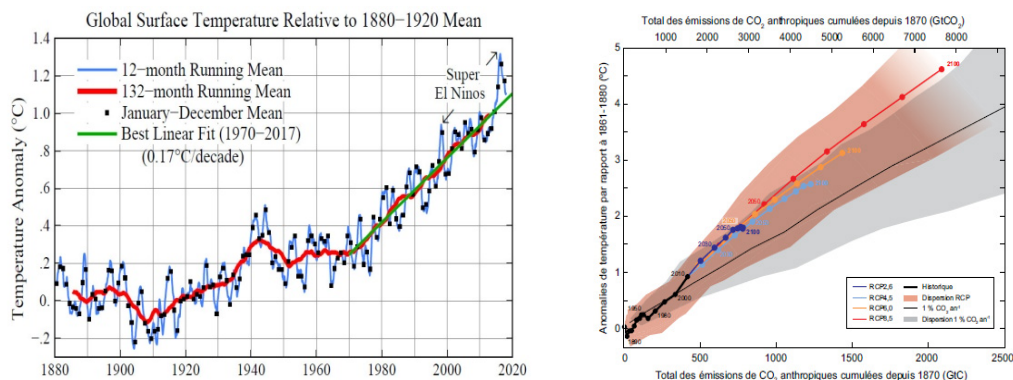 Global Surface Temperature Relative to 1880−1920 Mean
Temperature Anomaly (°C)
1.4
1.2
1.0
.8
.6
.4
.2
0.
−.2
12−month Running Mean
132−month Running Mean
January−December Mean
Best Linear Fit (1970−2017)
(0.17°C/decade)
Super
El Ninos
1880 1900 1920 1940 1960 1980 2000 2020
Total des émissions de CO2 anthropiques cumulées depuis 1870 (GtCO2)
1000 2000 3000 4000 5000 6000 7000 8000
Anomalies de température par rapport à 1861-1880 (°C)
5
4
3
2
1
0
2100
2050
2100
2050
2030
2100
2010
2000
1950
1980
1890
RCP2,6
RCP4,5
RCP6,0
RCP8,5
Historique
Dispersion RCP
1 % CO2 an-1
Dispersion 1 % CO2 an-1
0 500 1000 1500 2000 2500
Total des émissions de CO2 anthropiques cumulées depuis 1870 (GtC)